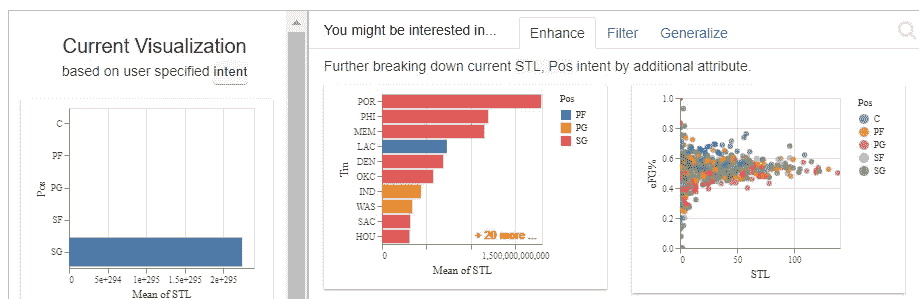 Current Visualization
based on user specified intent
C
PF
PG
SF
SG
Pos
0 5e+294 1e+295 1.5e+295 2e+295
Mean of STL
You might be interested in... Enhance Filter Generalize
Further breaking down current STL, Pos intent by additional attribute.
POR
PHI
MEM
LAC
DEN
OKC
IND
WAS
SAC
HOU
Tm
+ 20 more ...
0 1,500,000,000,000
Mean of STL
Pos
PF
PG
SG
1.0
0.8
0.6
0.4
0.2
0.0
eFG%
0 50 100
STL
Pos
C
PF
PG
SF
SG